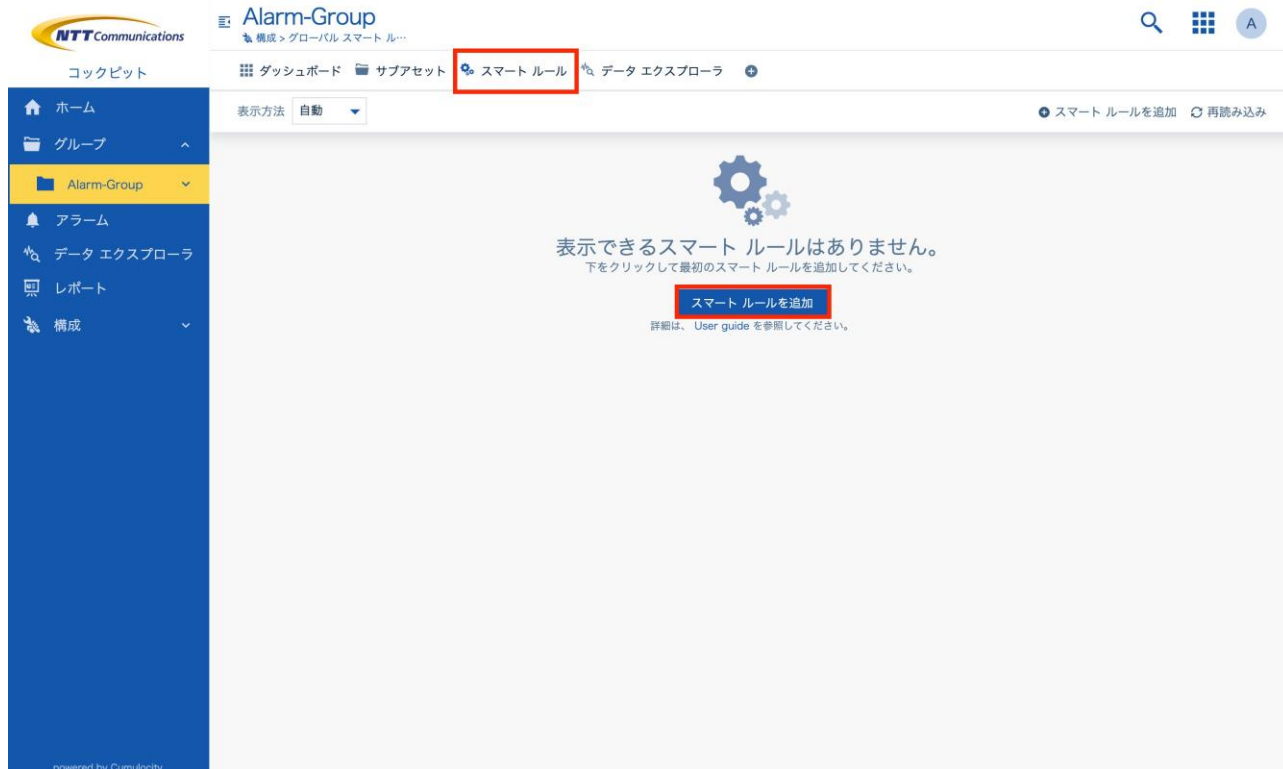 NTT Communications
コックピット
ホーム
グループ
Alarm-Group
アラーム
データ エクスプローラ
レポート
構成
powered by Cumulocity
Alarm-Group
構成 > グローバル スマート ル…
A
ダッシュボード サブアセット スマート ルール データ エクスプローラ
表示方法 自動 スマート ルールを追加 再読み込み
表示できるスマート ルールはありません。
下をクリックして最初のスマート ルールを追加してください。
スマート ルールを追加
詳細は、 User guide を参照してください。